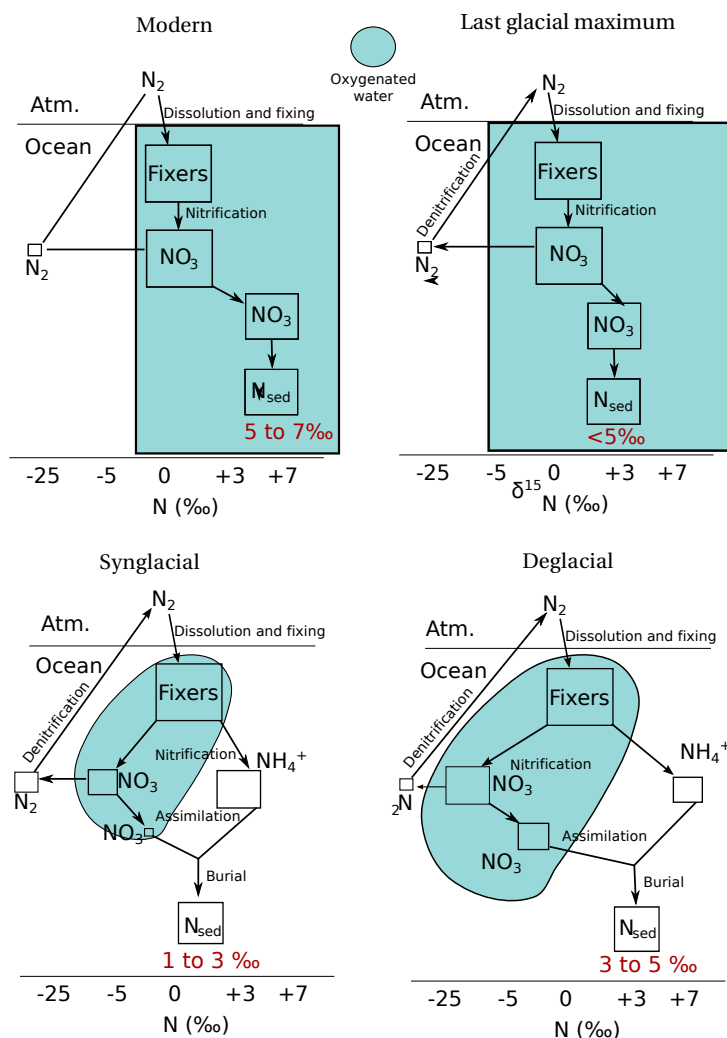 Modern
Last glacial maximum
Oxygenated
water
N₂
Atm.
Dissolution and fixing
Ocean
Fixers
Nitrification
NO₃
N₂
NO₃
Nsed
5 to 7‰
-25 -5 0 +3 +7
N (‰)
N₂
Atm.
Dissolution and fixing
Ocean
Denitrification
Fixers
Nitrification
NO₃
N₂
NO₃
Nsed
<5‰
-25 -5 0 +3 +7
δ¹⁵
N (‰)
Synglacial
N₂
Atm.
Dissolution and fixing
Ocean
Denitrification
Fixers
Nitrification
NH₄⁺
NO₃
N₂
Assimilation
NO₃
Burial
Nsed
1 to 3 ‰
-25 -5 0 +3 +7
N (‰)
Deglacial
N₂
Atm.
Dissolution and fixing
Ocean
Denitrification
Fixers
NH₄⁺
Nitrification
NO₃
₂N
Assimilation
NO₃
Burial
Nsed
3 to 5 ‰
-25 -5 0 +3 +7
N (‰)